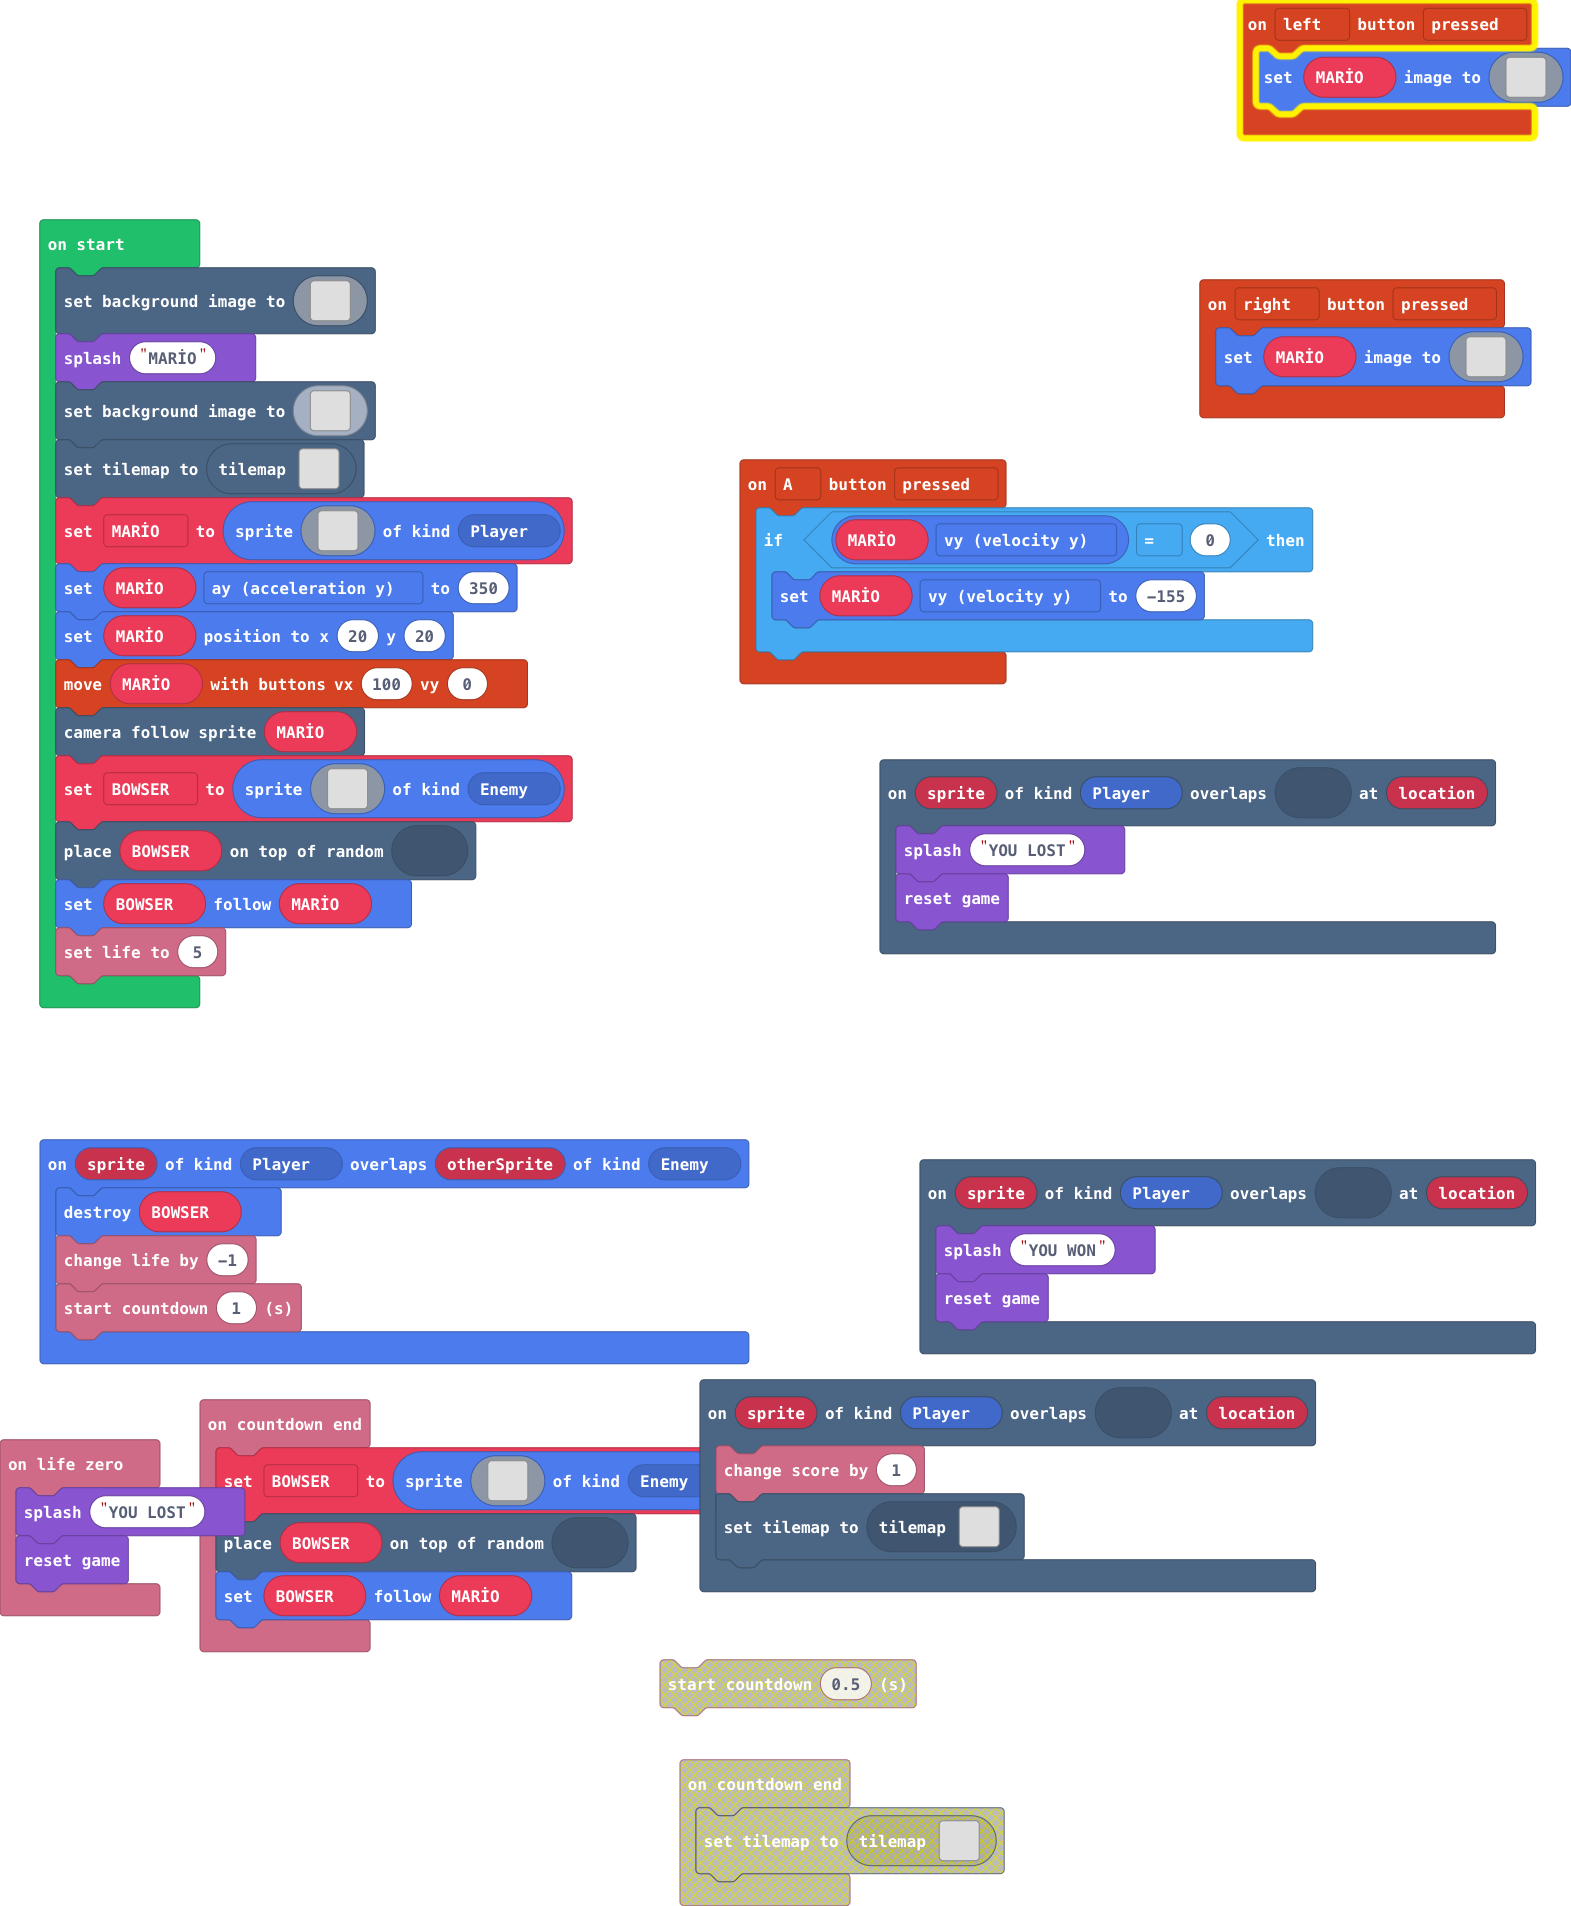 on left button pressed
set MARİO image to
on start
set background image to
splash "MARİO"
set background image to
set tilemap to tilemap
set MARİO to sprite of kind Player
set MARİO ay (acceleration y) to 350
set MARİO position to x 20 y 20
move MARİO with buttons vx 100 vy 0
camera follow sprite MARİO
set BOWSER to sprite of kind Enemy
place BOWSER on top of random
set BOWSER follow MARİO
set life to 5
on right button pressed
set MARİO image to
on A button pressed
if MARİO vy (velocity y) = 0 then
set MARİO vy (velocity y) to -155
on sprite of kind Player overlaps at location
splash "YOU LOST"
reset game
on sprite of kind Player overlaps otherSprite of kind Enemy
destroy BOWSER
change life by -1
start countdown 1 (s)
on sprite of kind Player overlaps at location
splash "YOU WON"
reset game
on life zero
splash "YOU LOST"
reset game
on countdown end
set BOWSER to sprite of kind Enemy
place BOWSER on top of random
set BOWSER follow MARİO
on sprite of kind Player overlaps at location
change score by 1
set tilemap to tilemap
start countdown 0.5 (s)
on countdown end
set tilemap to tilemap